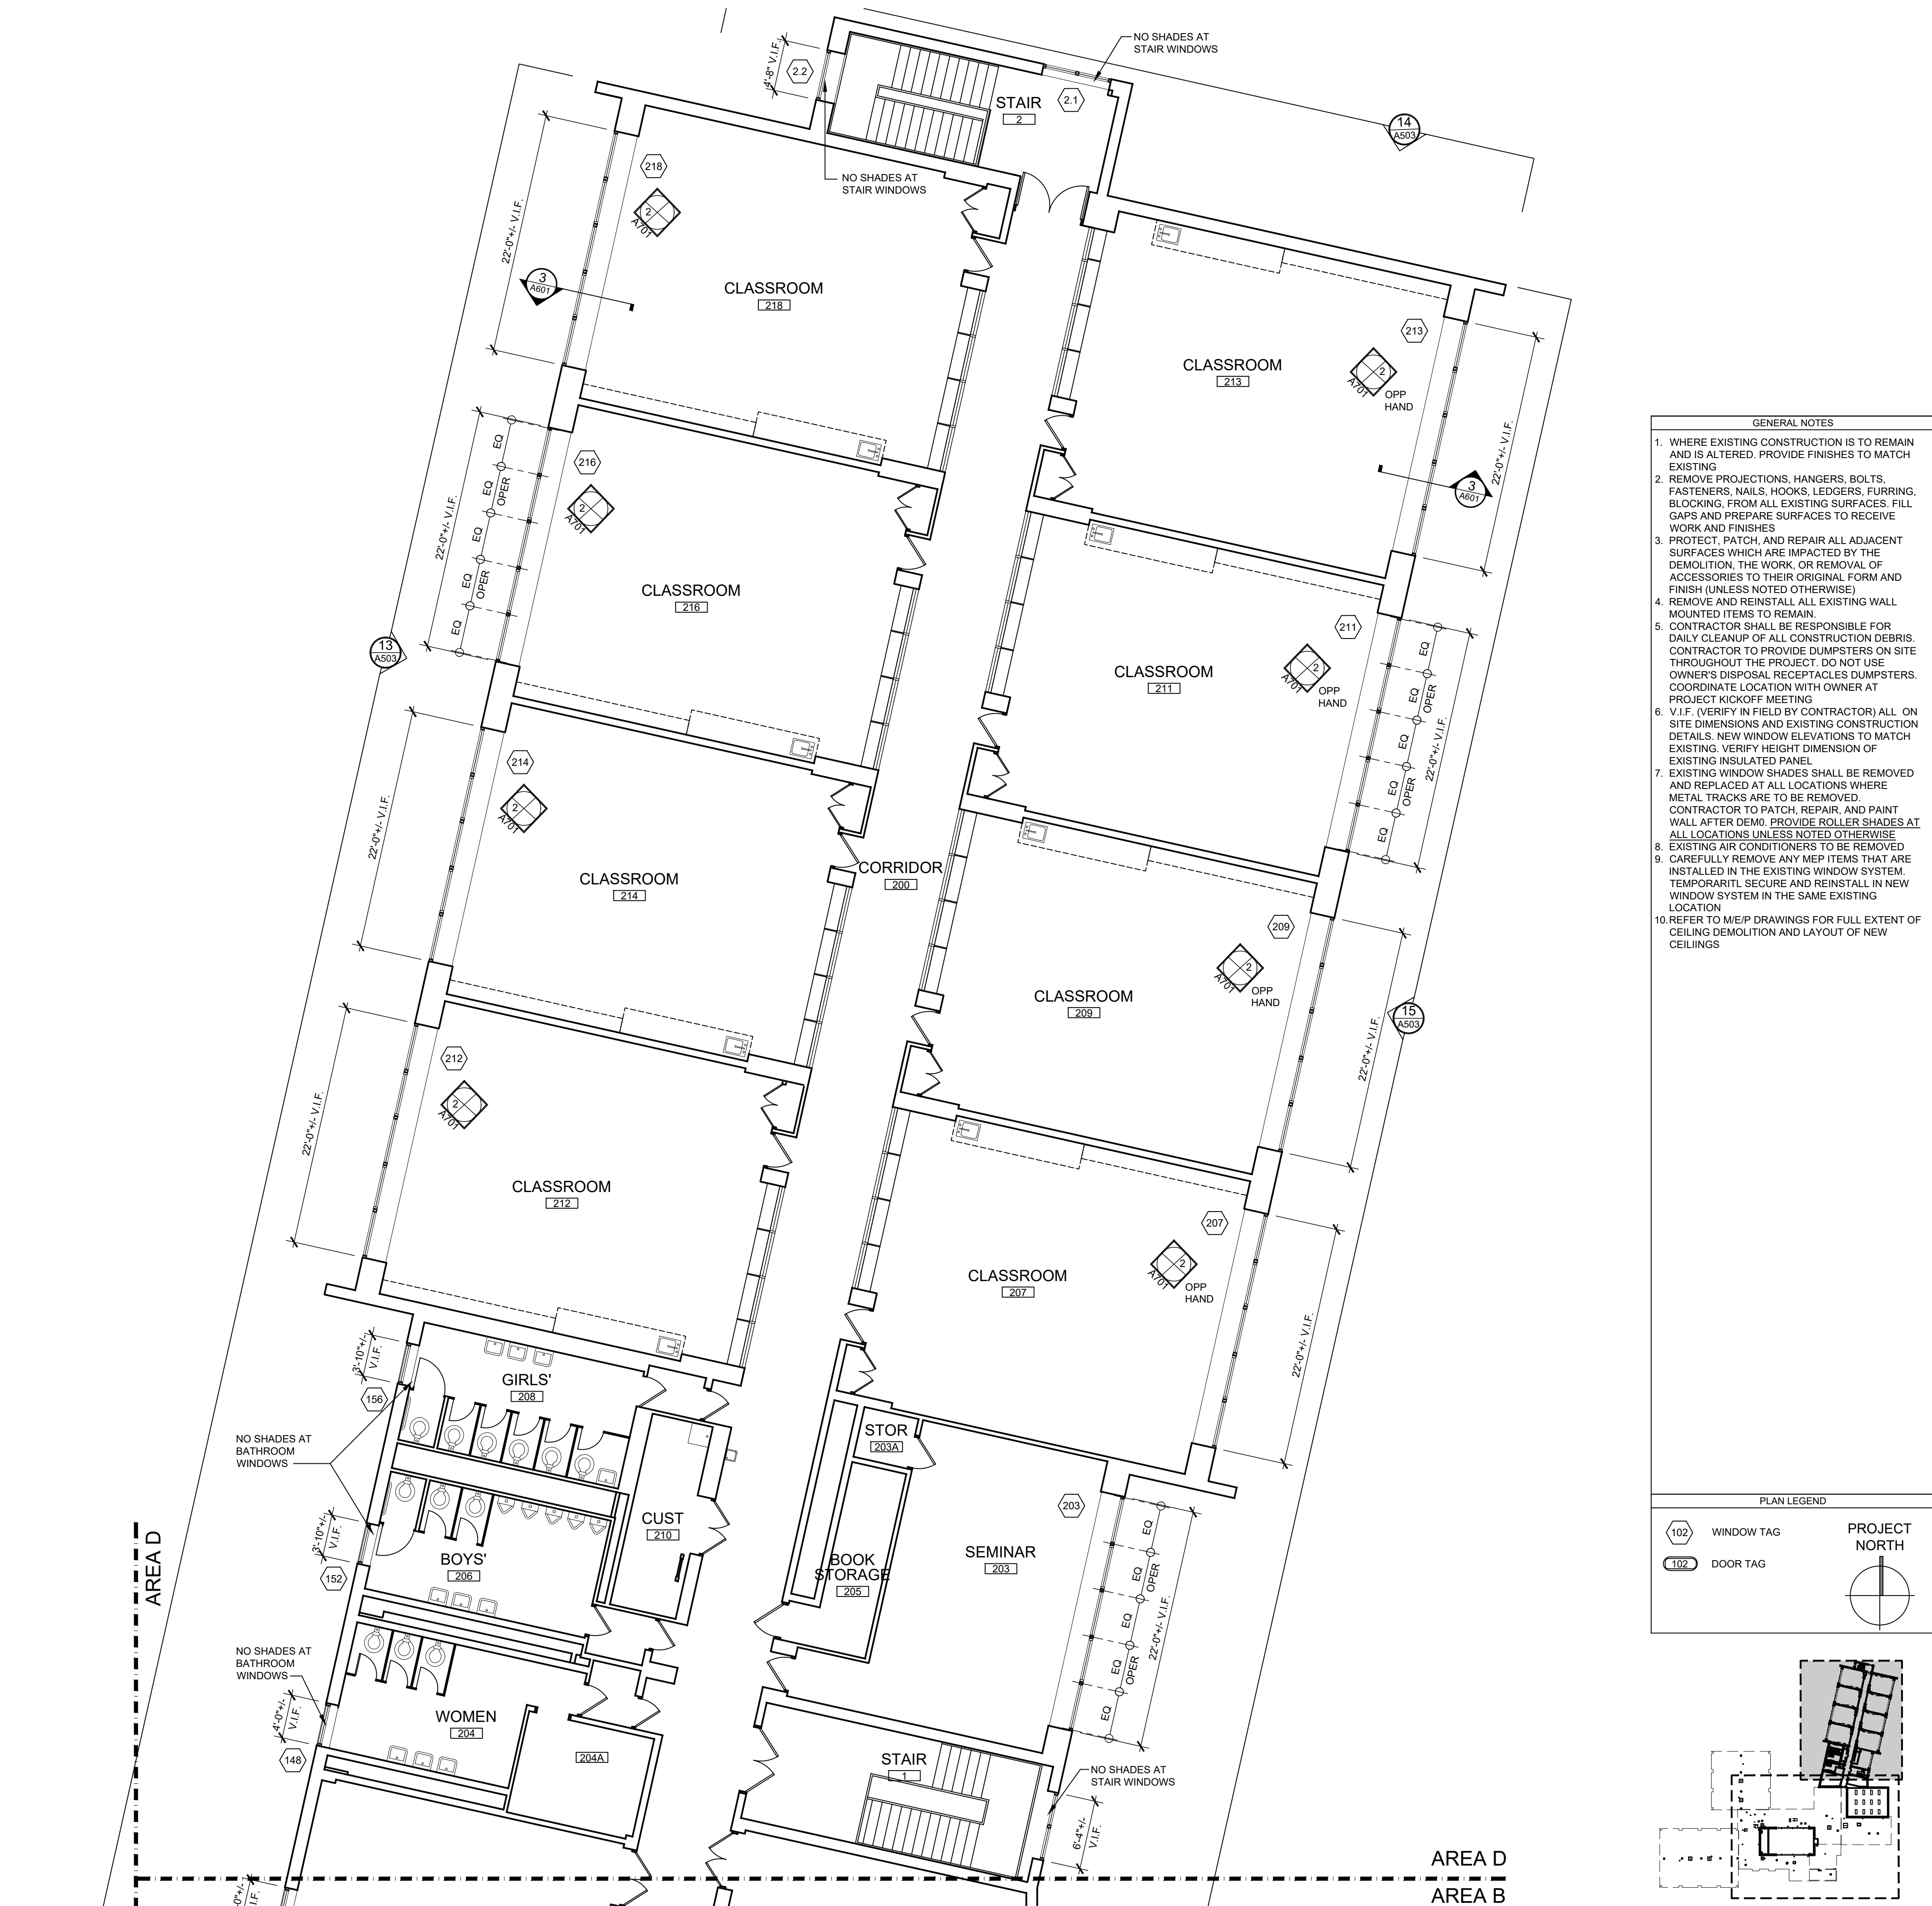 NO SHADES AT
STAIR WINDOWS
4'-8" V.I.F.
2.2
STAIR
2
2.1
14
A503
NO SHADES AT
STAIR WINDOWS
218
2
A701
22'-0"+/- V.I.F.
3
A601
CLASSROOM
218
213
CLASSROOM
213
2
A701
OPP
HAND
22'-0"+/- V.I.F.
3
A601
216
2
A701
EQ
EQ
OPER
EQ
EQ
OPER
EQ
22'-0"+/- V.I.F.
CLASSROOM
216
13
A503
211
CLASSROOM
211
2
A701
OPP
HAND
EQ
EQ
OPER
EQ
EQ
OPER
EQ
22'-0"+/- V.I.F.
214
2
A701
22'-0"+/- V.I.F.
CLASSROOM
214
CORRIDOR
200
209
CLASSROOM
209
2
A701
OPP
HAND
15
A503
22'-0"+/- V.I.F.
212
2
A701
22'-0"+/- V.I.F.
CLASSROOM
212
207
CLASSROOM
207
2
A701
OPP
HAND
22'-0"+/- V.I.F.
3'-10"+/-
V.I.F.
156
GIRLS'
208
NO SHADES AT
BATHROOM
WINDOWS
STOR
203A
203
CUST
210
3'-10"+/-
V.I.F.
152
BOYS'
206
BOOK
STORAGE
205
SEMINAR
203
EQ
EQ
OPER
EQ
EQ
OPER
EQ
22'-0"+/- V.I.F.
AREA D
NO SHADES AT
BATHROOM
WINDOWS
4'-0"+/-
V.I.F.
148
WOMEN
204
204A
STAIR
1
NO SHADES AT
STAIR WINDOWS
6'-4"+/-
V.I.F.
AREA D
AREA B
-0"+/-
I.F.
GENERAL NOTES
1. WHERE EXISTING CONSTRUCTION IS TO REMAIN
AND IS ALTERED. PROVIDE FINISHES TO MATCH
EXISTING
2. REMOVE PROJECTIONS, HANGERS, BOLTS,
FASTENERS, NAILS, HOOKS, LEDGERS, FURRING,
BLOCKING, FROM ALL EXISTING SURFACES. FILL
GAPS AND PREPARE SURFACES TO RECEIVE
WORK AND FINISHES
3. PROTECT, PATCH, AND REPAIR ALL ADJACENT
SURFACES WHICH ARE IMPACTED BY THE
DEMOLITION, THE WORK, OR REMOVAL OF
ACCESSORIES TO THEIR ORIGINAL FORM AND
FINISH (UNLESS NOTED OTHERWISE)
4. REMOVE AND REINSTALL ALL EXISTING WALL
MOUNTED ITEMS TO REMAIN.
5. CONTRACTOR SHALL BE RESPONSIBLE FOR
DAILY CLEANUP OF ALL CONSTRUCTION DEBRIS.
CONTRACTOR TO PROVIDE DUMPSTERS ON SITE
THROUGHOUT THE PROJECT. DO NOT USE
OWNER'S DISPOSAL RECEPTACLES DUMPSTERS.
COORDINATE LOCATION WITH OWNER AT
PROJECT KICKOFF MEETING
6. V.I.F. (VERIFY IN FIELD BY CONTRACTOR) ALL ON
SITE DIMENSIONS AND EXISTING CONSTRUCTION
DETAILS. NEW WINDOW ELEVATIONS TO MATCH
EXISTING. VERIFY HEIGHT DIMENSION OF
EXISTING INSULATED PANEL
7. EXISTING WINDOW SHADES SHALL BE REMOVED
AND REPLACED AT ALL LOCATIONS WHERE
METAL TRACKS ARE TO BE REMOVED.
CONTRACTOR TO PATCH, REPAIR, AND PAINT
WALL AFTER DEM0. PROVIDE ROLLER SHADES AT
ALL LOCATIONS UNLESS NOTED OTHERWISE
8. EXISTING AIR CONDITIONERS TO BE REMOVED
9. CAREFULLY REMOVE ANY MEP ITEMS THAT ARE
INSTALLED IN THE EXISTING WINDOW SYSTEM.
TEMPORARITL SECURE AND REINSTALL IN NEW
WINDOW SYSTEM IN THE SAME EXISTING
LOCATION
10. REFER TO M/E/P DRAWINGS FOR FULL EXTENT OF
CEILING DEMOLITION AND LAYOUT OF NEW
CEILIINGS
PLAN LEGEND
102 WINDOW TAG
102 DOOR TAG
PROJECT
NORTH